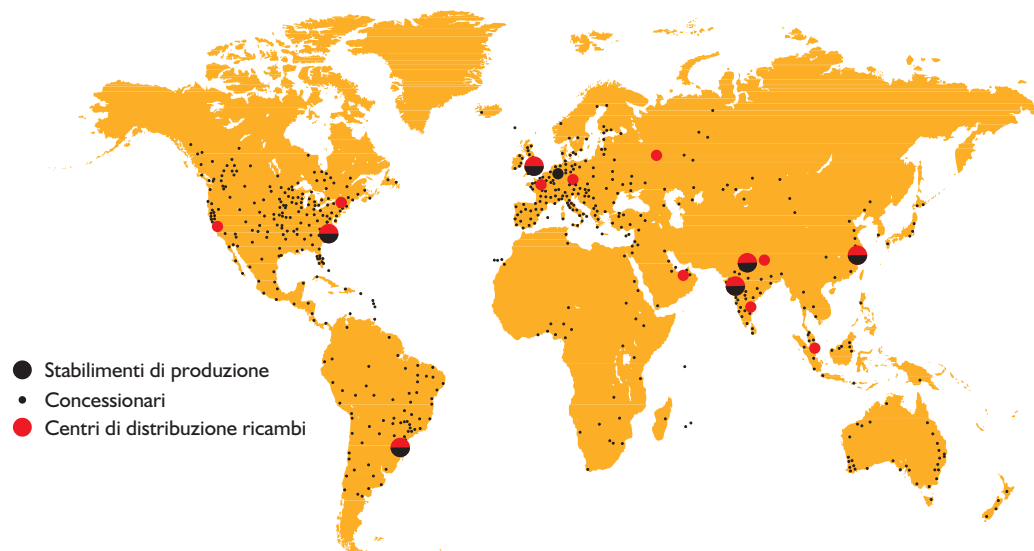 Stabilimenti di produzione
Concessionari
Centri di distribuzione ricambi